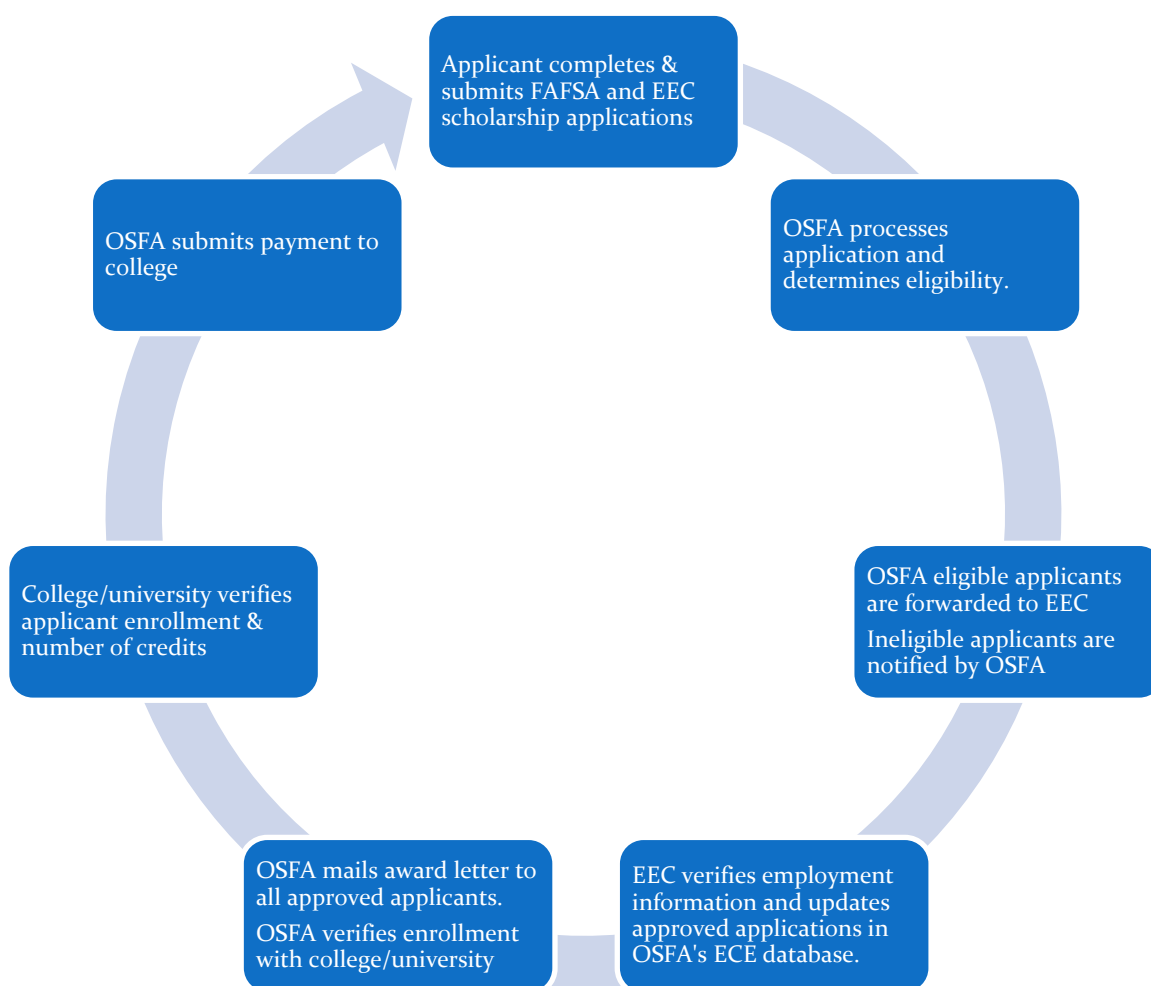 Applicant completes &
submits FAFSA and EEC
scholarship applications
OSFA processes
application and
determines eligibility.
OSFA eligible applicants
are forwarded to EEC
Ineligible applicants are
notified by OSFA
EEC verifies employment
information and updates
approved applications in
OSFA's ECE database.
OSFA mails award letter to
all approved applicants.
OSFA verifies enrollment
with college/university
College/university verifies
applicant enrollment &
number of credits
OSFA submits payment to
college